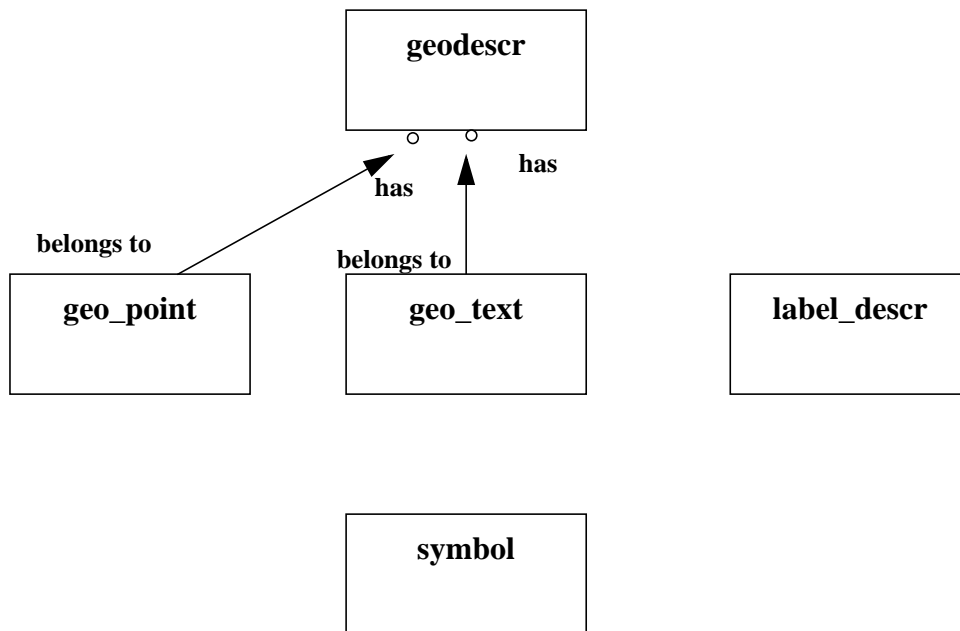 geodescr
has
has
belongs to
belongs to
geo_point
geo_text
label_descr
symbol